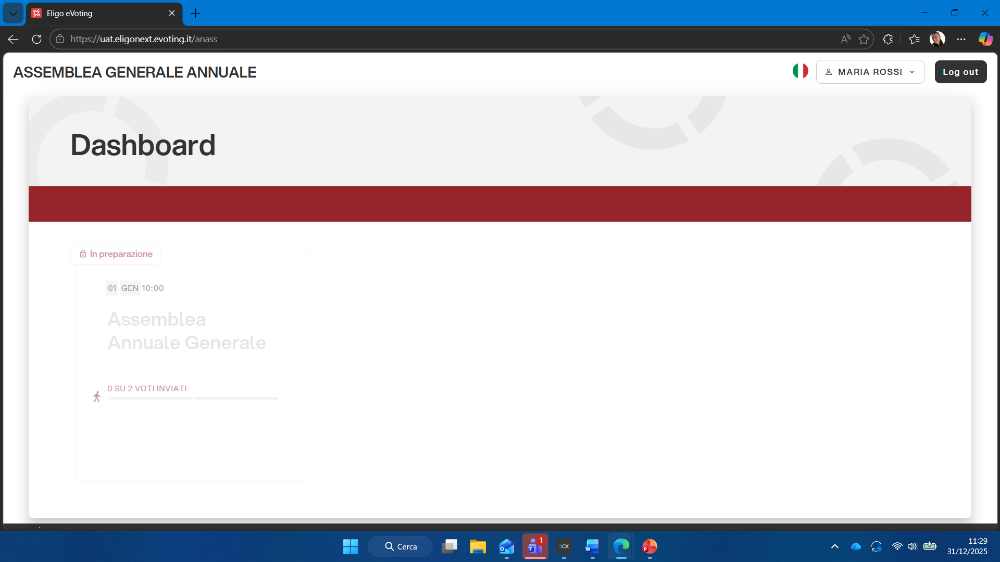 Eligo eVoting
https://uat.eligonext.evoting.it/anass
ASSEMBLEA GENERALE ANNUALE
MARIA ROSSI
Log out
Dashboard
In preparazione
01 GEN 10:00
Assemblea
Annuale Generale
0 SU 2 VOTI INVIATI
Cerca
1
3CX
11:29
31/12/2025